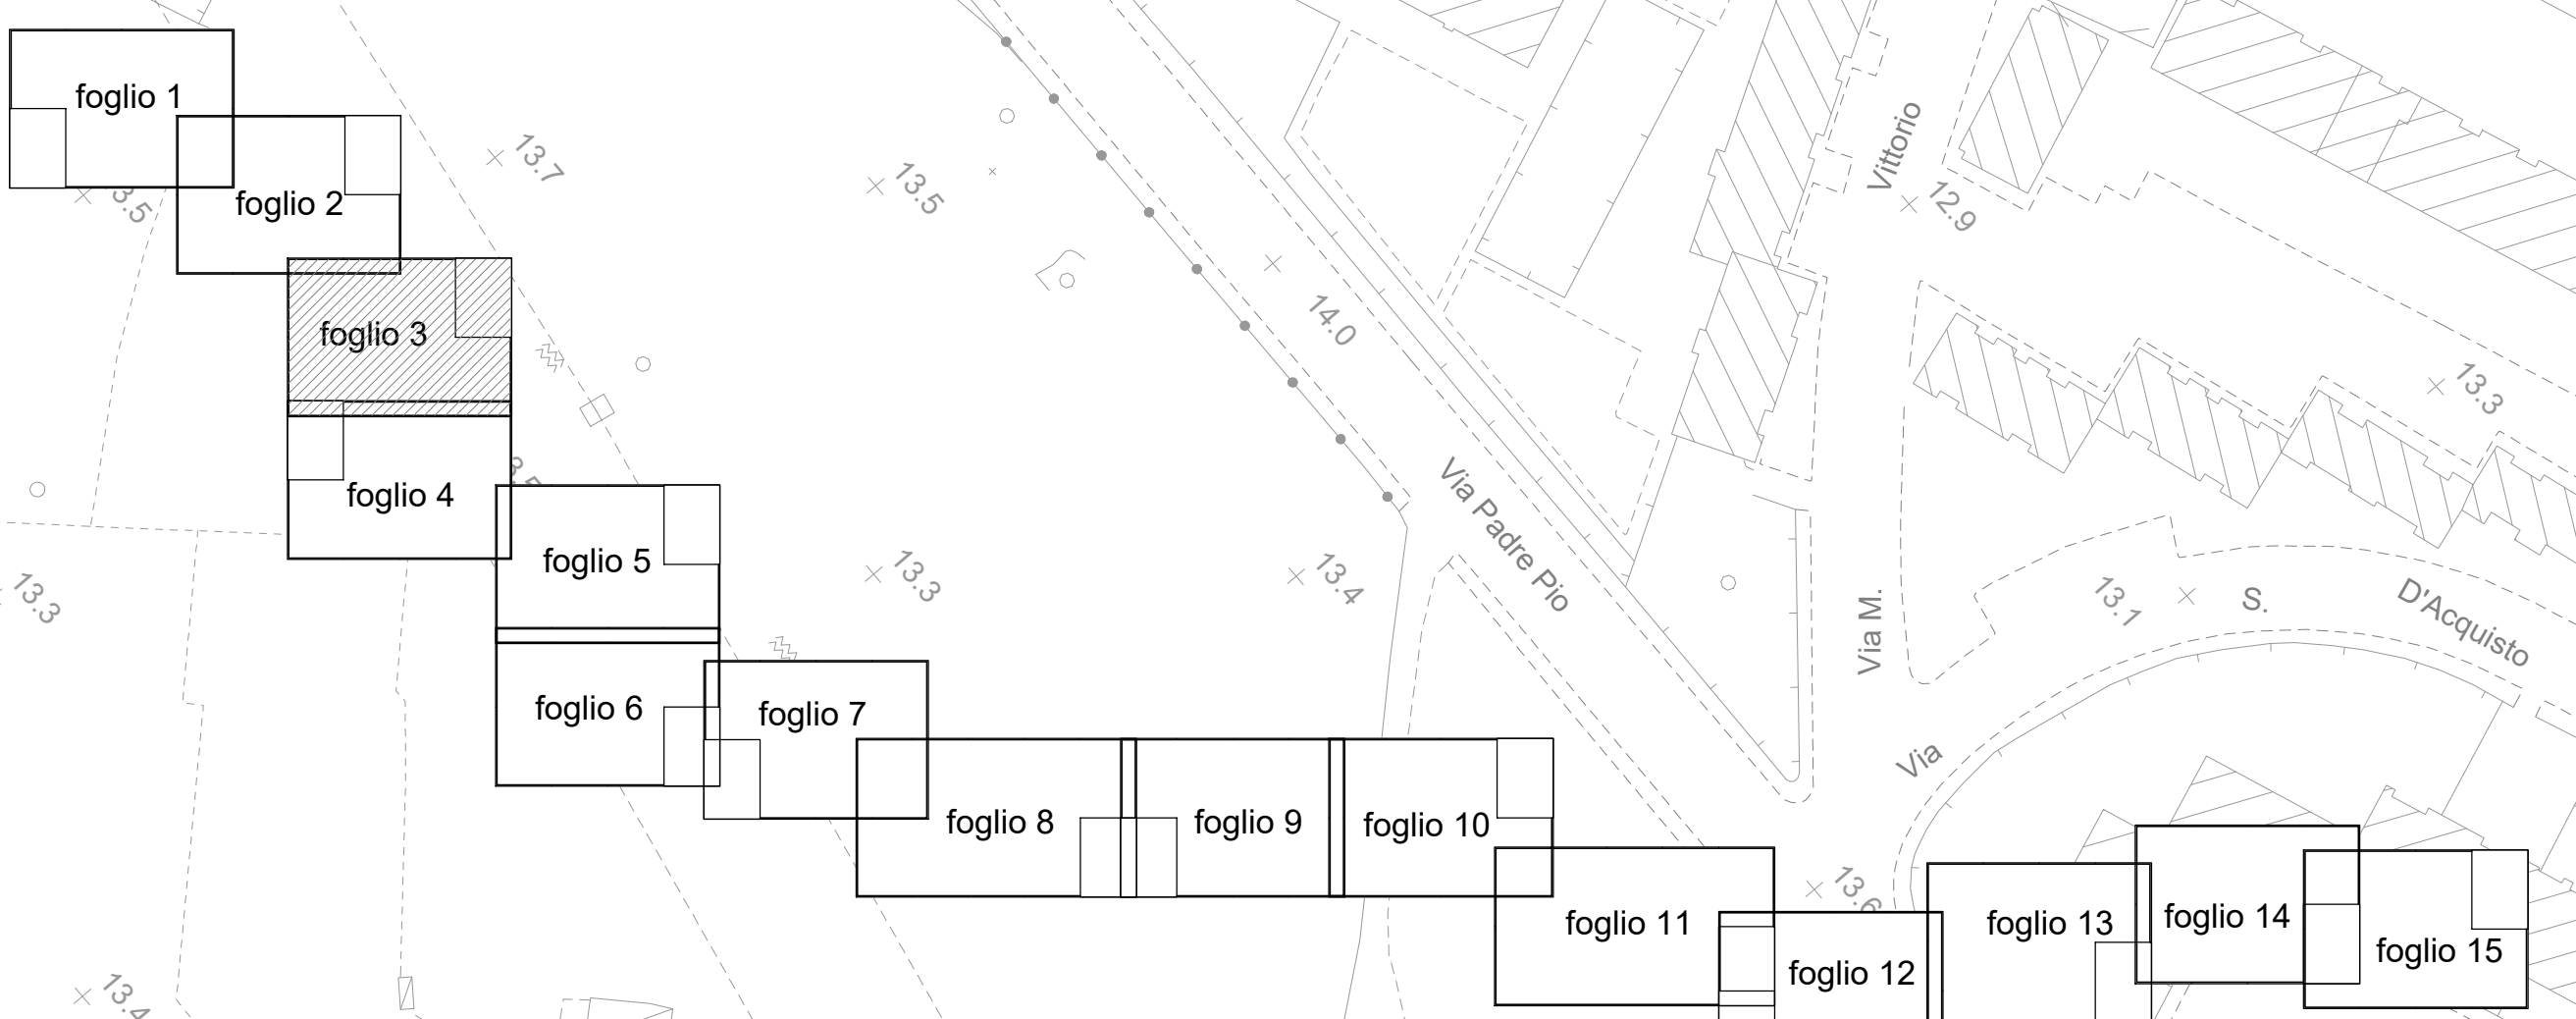 foglio 1
foglio 2
foglio 3
foglio 4
foglio 5
foglio 6
foglio 7
foglio 8
foglio 9
foglio 10
foglio 11
foglio 12
foglio 13
foglio 14
foglio 15
3.5
13.7
13.5
14.0
Vittorio
12.9
13.3
Via Padre Pio
Via M.
13.1
S.
D'Acquisto
Via
13.6
13.3
13.4
13.3
13.4